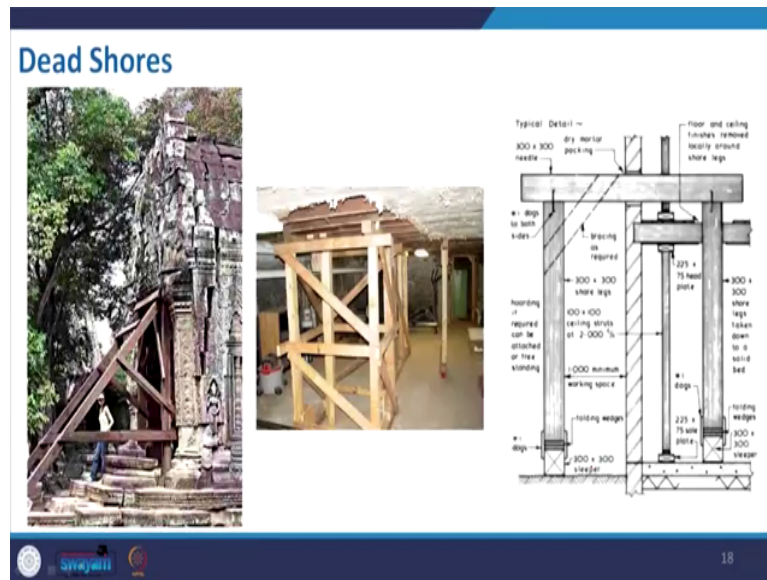 Dead Shores
Typical Detail ~
300 x 300
needle
dry mortar
packing
floor and ceiling
finishes removed
locally around
shore legs
dogs
to both
sides
bracing
as
required
225 x
75 head
plate
300 x 300
shore legs
300 x
300
shore
legs
taken
down
to a
solid
bed
hoarding
if
required
can be
attached
or free
standing
100 x 100
ceiling struts
at 2.000 c/c
1.000 minimum
working space
dogs
folding wedges
225 x
75 sole
plate
folding
wedges
dogs
300 x 300
sleeper
300 x
300
sleeper
swayam
18